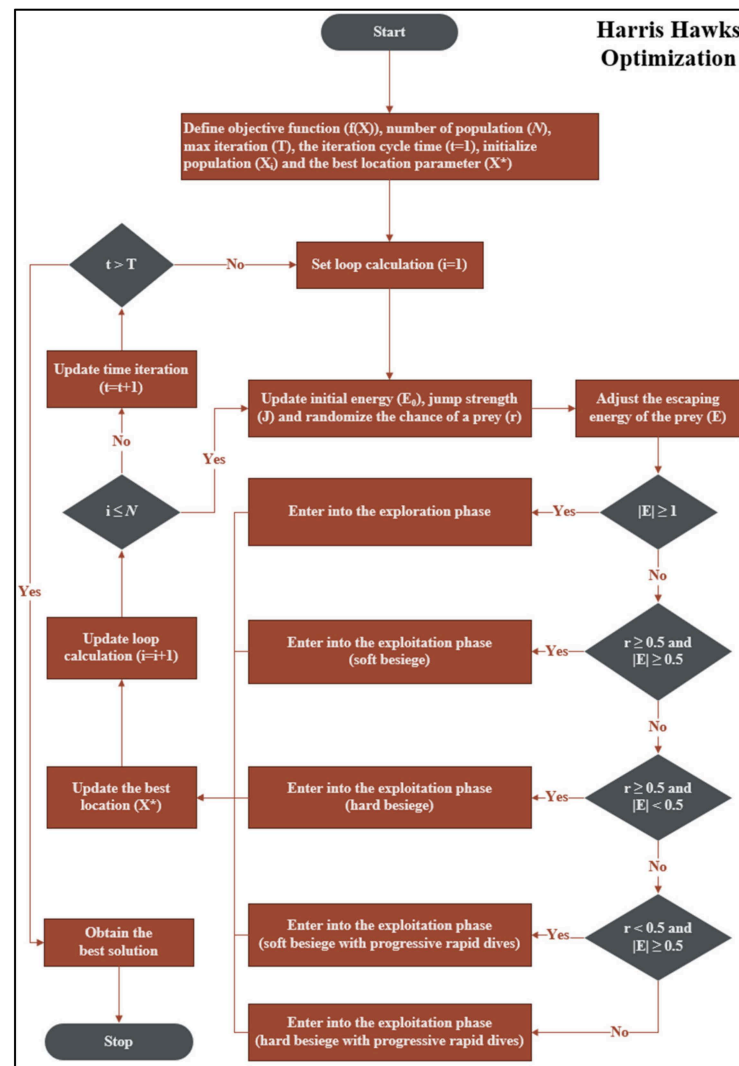 Harris Hawks
Optimization
Start
Define objective function (f(X)), number of population (N),
max iteration (T), the iteration cycle time (t=1), initialize
population (Xᵢ) and the best location parameter (X*)
t > T
No
Set loop calculation (i=1)
Update time iteration
(t=t+1)
Update initial energy (E₀), jump strength
(J) and randomize the chance of a prey (r)
Adjust the escaping
energy of the prey (E)
No
Yes
i ≤ N
Enter into the exploration phase
Yes
|E| ≥ 1
No
Yes
Update loop
calculation (i=i+1)
Enter into the exploitation phase
(soft besiege)
Yes
r ≥ 0.5 and
|E| ≥ 0.5
No
Update the best
location (X*)
Enter into the exploitation phase
(hard besiege)
Yes
r ≥ 0.5 and
|E| < 0.5
No
Obtain the
best solution
Enter into the exploitation phase
(soft besiege with progressive rapid dives)
Yes
r < 0.5 and
|E| ≥ 0.5
Stop
Enter into the exploitation phase
(hard besiege with progressive rapid dives)
No